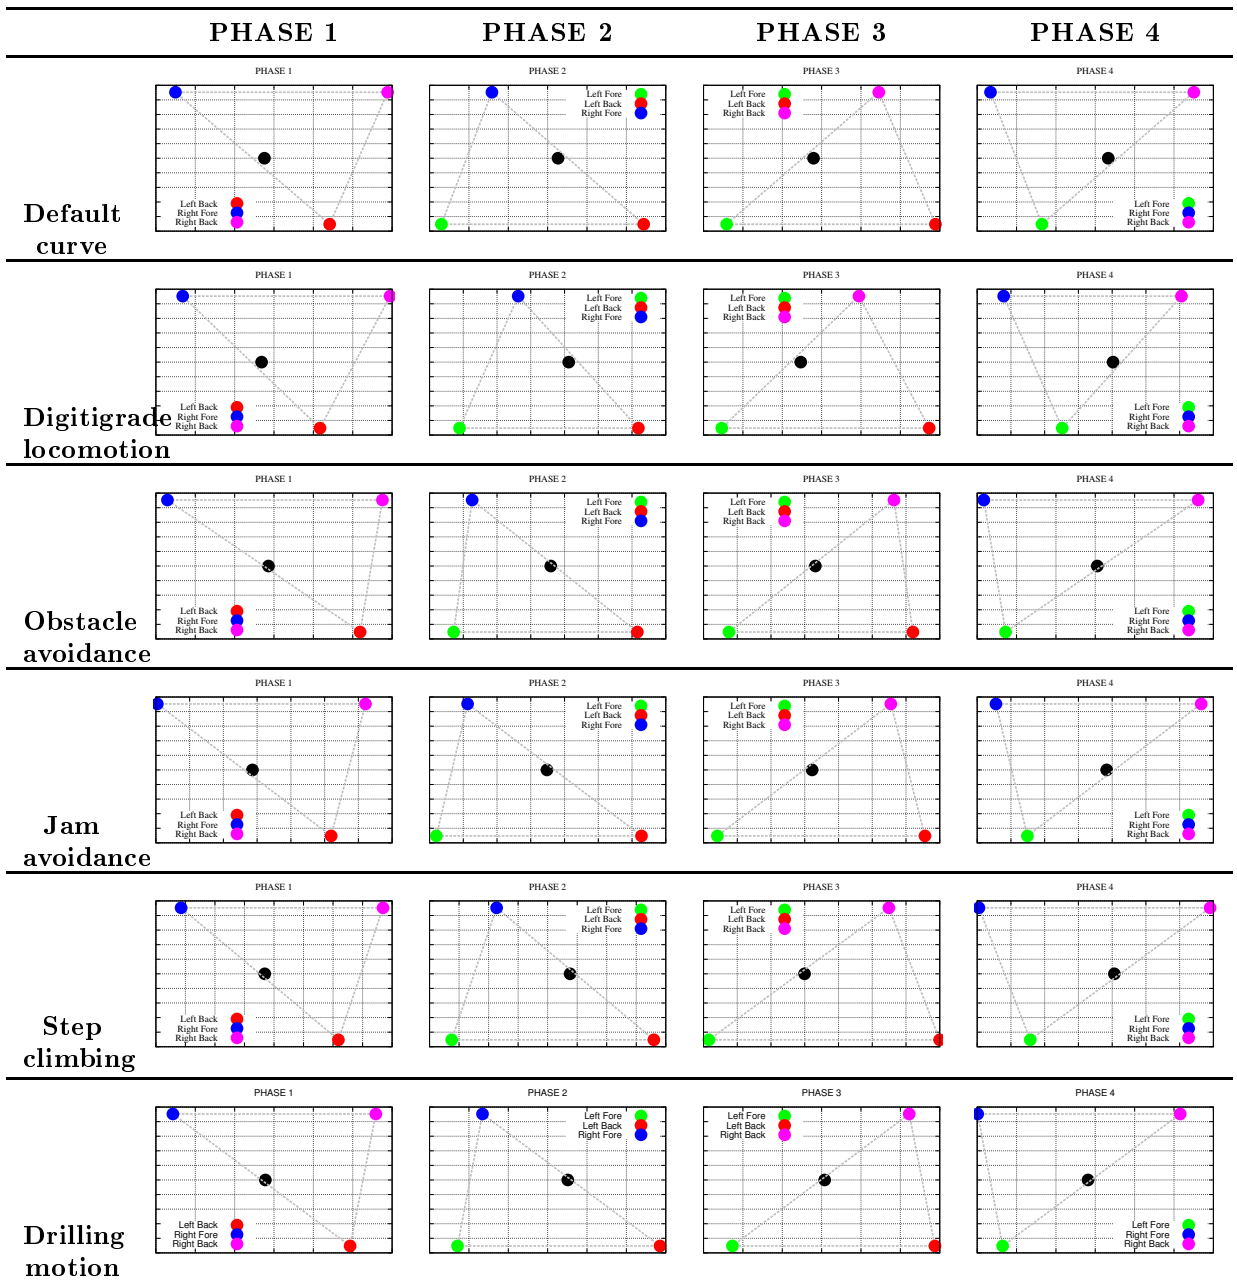 PHASE 1 PHASE 2 PHASE 3 PHASE 4
PHASE 1 PHASE 2 PHASE 3 PHASE 4
Left Back
Right Fore
Right Back
Left Fore
Left Back
Right Fore
Left Fore
Left Back
Right Back
Left Fore
Right Fore
Right Back
Default
curve
PHASE 1 PHASE 2 PHASE 3 PHASE 4
Left Back
Right Fore
Right Back
Left Fore
Left Back
Right Fore
Left Fore
Left Back
Right Back
Left Fore
Right Fore
Right Back
Digitigrade
locomotion
PHASE 1 PHASE 2 PHASE 3 PHASE 4
Left Back
Right Fore
Right Back
Left Fore
Left Back
Right Fore
Left Fore
Left Back
Right Back
Left Fore
Right Fore
Right Back
Obstacle
avoidance
PHASE 1 PHASE 2 PHASE 3 PHASE 4
Left Back
Right Fore
Right Back
Left Fore
Left Back
Right Fore
Left Fore
Left Back
Right Back
Left Fore
Right Fore
Right Back
Jam
avoidance
PHASE 1 PHASE 2 PHASE 3 PHASE 4
Left Back
Right Fore
Right Back
Left Fore
Left Back
Right Fore
Left Fore
Left Back
Right Back
Left Fore
Right Fore
Right Back
Step
climbing
PHASE 1 PHASE 2 PHASE 3 PHASE 4
Left Back
Right Fore
Right Back
Left Fore
Left Back
Right Fore
Left Fore
Left Back
Right Back
Left Fore
Right Fore
Right Back
Drilling
motion